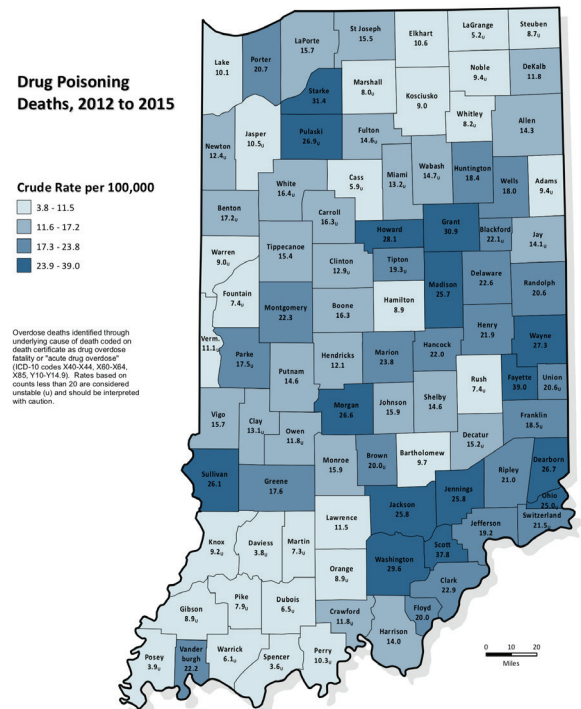 Drug Poisoning
Deaths, 2012 to 2015
Crude Rate per 100,000
3.8 - 11.5
11.6 - 17.2
17.3 - 23.8
23.9 - 39.0
Overdose deaths identified through
underlying cause of death coded on
death certificate as drug overdose
fatality or "acute drug overdose"
(ICD-10 codes X40-X44, X60-X64,
X85, Y10-Y14.9). Rates based on
counts less than 20 are considered
unstable (u) and should be interpreted
with caution.
Lake
10.1
Porter
20.7
LaPorte
15.7
St Joseph
15.5
Elkhart
10.6
LaGrange
5.2u
Steuben
8.7u
Noble
9.4u
DeKalb
11.8
Starke
31.4
Marshall
8.0u
Kosciusko
9.0
Whitley
8.2u
Allen
14.3
Newton
12.4u
Jasper
10.5u
Pulaski
26.9u
Fulton
14.6u
Cass
5.9u
Miami
13.2u
Wabash
14.7u
Huntington
18.4
Wells
18.0
Adams
9.4u
White
16.4u
Benton
17.2u
Carroll
16.3u
Howard
28.1
Grant
30.9
Blackford
22.1u
Jay
14.1u
Warren
9.0u
Tippecanoe
15.4
Clinton
12.9u
Tipton
19.3u
Madison
25.7
Delaware
22.6
Randolph
20.6
Fountain
7.4u
Montgomery
22.3
Boone
16.3
Hamilton
8.9
Henry
21.9
Wayne
27.3
Verm.
11.1u
Parke
17.5u
Putnam
14.6
Hendricks
12.1
Marion
23.8
Hancock
22.0
Rush
7.4u
Fayette
39.0
Union
20.6u
Vigo
15.7
Clay
13.1u
Owen
11.8u
Morgan
26.6
Johnson
15.9
Shelby
14.6
Decatur
15.2u
Franklin
18.5u
Sullivan
26.1
Greene
17.6
Monroe
15.9
Brown
20.0u
Bartholomew
9.7
Jennings
25.8
Ripley
21.0
Dearborn
26.7
Ohio
25.0u
Switzerland
21.5u
Jackson
25.8
Jefferson
19.2
Lawrence
11.5
Knox
9.2u
Daviess
3.8u
Martin
7.3u
Orange
8.9u
Washington
29.6
Scott
37.8
Clark
22.9
Floyd
20.0
Harrison
14.0
Crawford
11.8u
Dubois
6.5u
Pike
7.9u
Gibson
8.9u
Posey
3.9u
Vander
burgh
22.2
Warrick
6.1u
Spencer
3.6u
Perry
10.3u
0 10 20
Miles